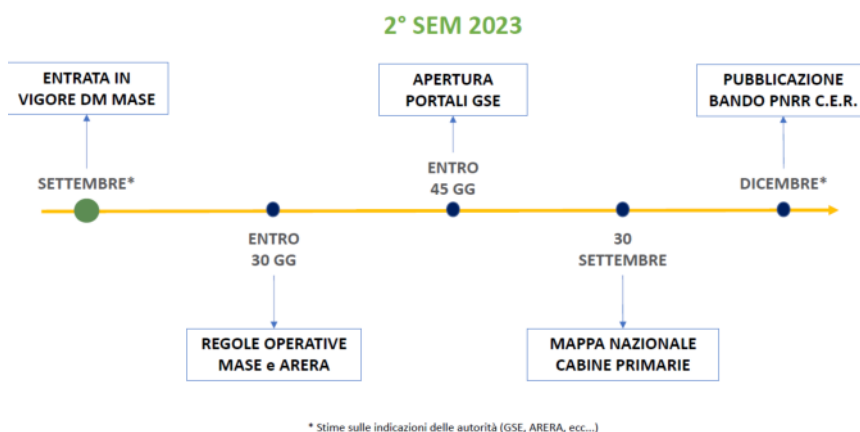 2° SEM 2023
ENTRATA IN
VIGORE DM MASE
APERTURA
PORTALI GSE
PUBBLICAZIONE
BANDO PNRR C.E.R.
SETTEMBRE*
ENTRO
45 GG
DICEMBRE*
ENTRO
30 GG
30
SETTEMBRE
REGOLE OPERATIVE
MASE e ARERA
MAPPA NAZIONALE
CABINE PRIMARIE
* Stime sulle indicazioni delle autorità (GSE, ARERA, ecc...)